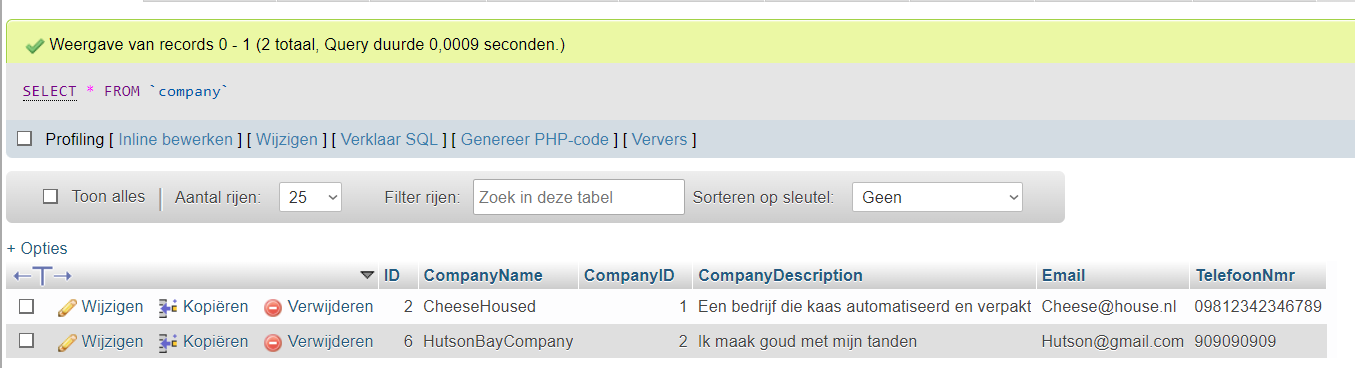 Weergave van records 0 - 1 (2 totaal, Query duurde 0,0009 seconden.)
SELECT * FROM `company`
Profiling [ Inline bewerken ] [ Wijzigen ] [ Verklaar SQL ] [ Genereer PHP-code ] [ Ververs ]
Toon alles | Aantal rijen: 25 Filter rijen: Zoek in deze tabel Sorteren op sleutel: Geen
+ Opties
←T→ ID CompanyName CompanyID CompanyDescription Email TelefoonNmr
Wijzigen Kopiëren Verwijderen 2 CheeseHoused 1 Een bedrijf die kaas automatiseerd en verpakt Cheese@house.nl 09812342346789
Wijzigen Kopiëren Verwijderen 6 HutsonBayCompany 2 Ik maak goud met mijn tanden Hutson@gmail.com 909090909